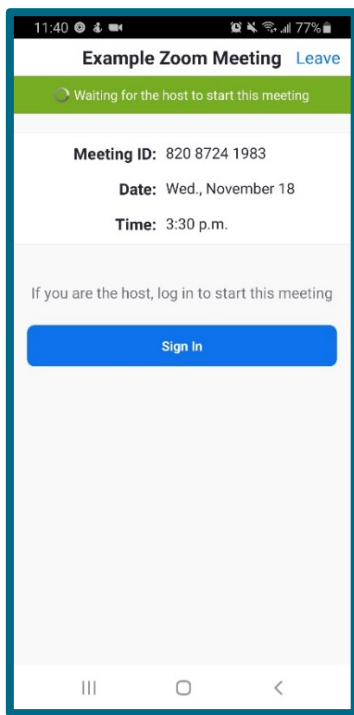 11:40 77%
Example Zoom Meeting Leave
Waiting for the host to start this meeting
Meeting ID: 820 8724 1983
Date: Wed., November 18
Time: 3:30 p.m.
If you are the host, log in to start this meeting
Sign In